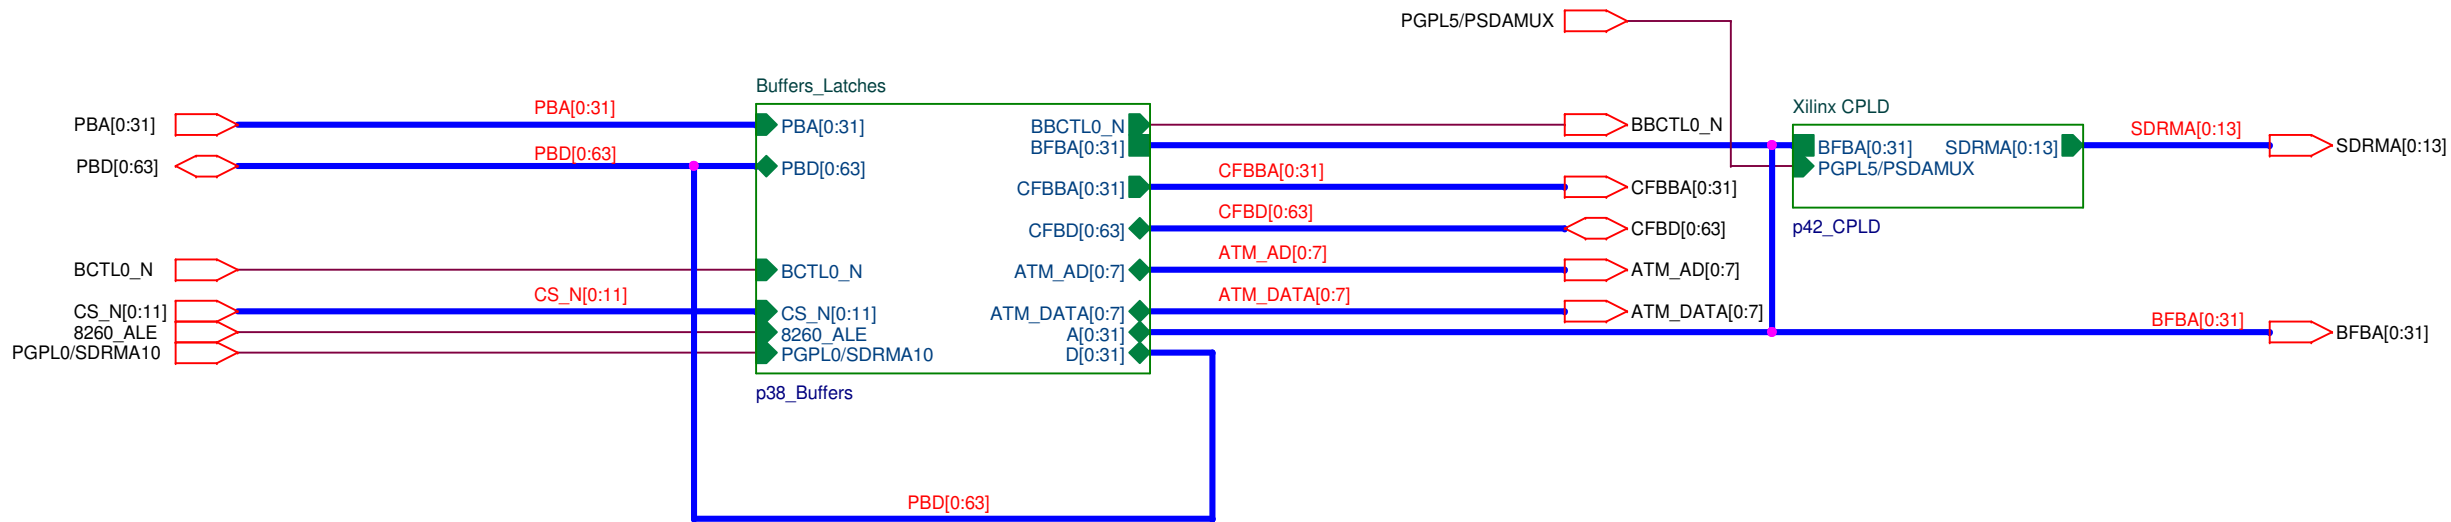 PGPL5/PSDAMUX
Buffers_Latches
Xilinx CPLD
PBA[0:31]
PBA[0:31]
PBA[0:31]
BBCTL0_N
BBCTL0_N
SDRMA[0:13]
BFBA[0:31]
BFBA[0:31]
SDRMA[0:13]
SDRMA[0:13]
PBD[0:63]
PBD[0:63]
PBD[0:63]
CFBBA[0:31]
PGPL5/PSDAMUX
CFBBA[0:31]
CFBBA[0:31]
CFBD[0:63]
CFBD[0:63]
CFBD[0:63]
p42_CPLD
BCTL0_N
BCTL0_N
ATM_AD[0:7]
ATM_AD[0:7]
ATM_AD[0:7]
CS_N[0:11]
CS_N[0:11]
CS_N[0:11]
ATM_DATA[0:7]
ATM_DATA[0:7]
ATM_DATA[0:7]
8260_ALE
8260_ALE
A[0:31]
BFBA[0:31]
BFBA[0:31]
PGPL0/SDRMA10
PGPL0/SDRMA10
D[0:31]
p38_Buffers
PBD[0:63]